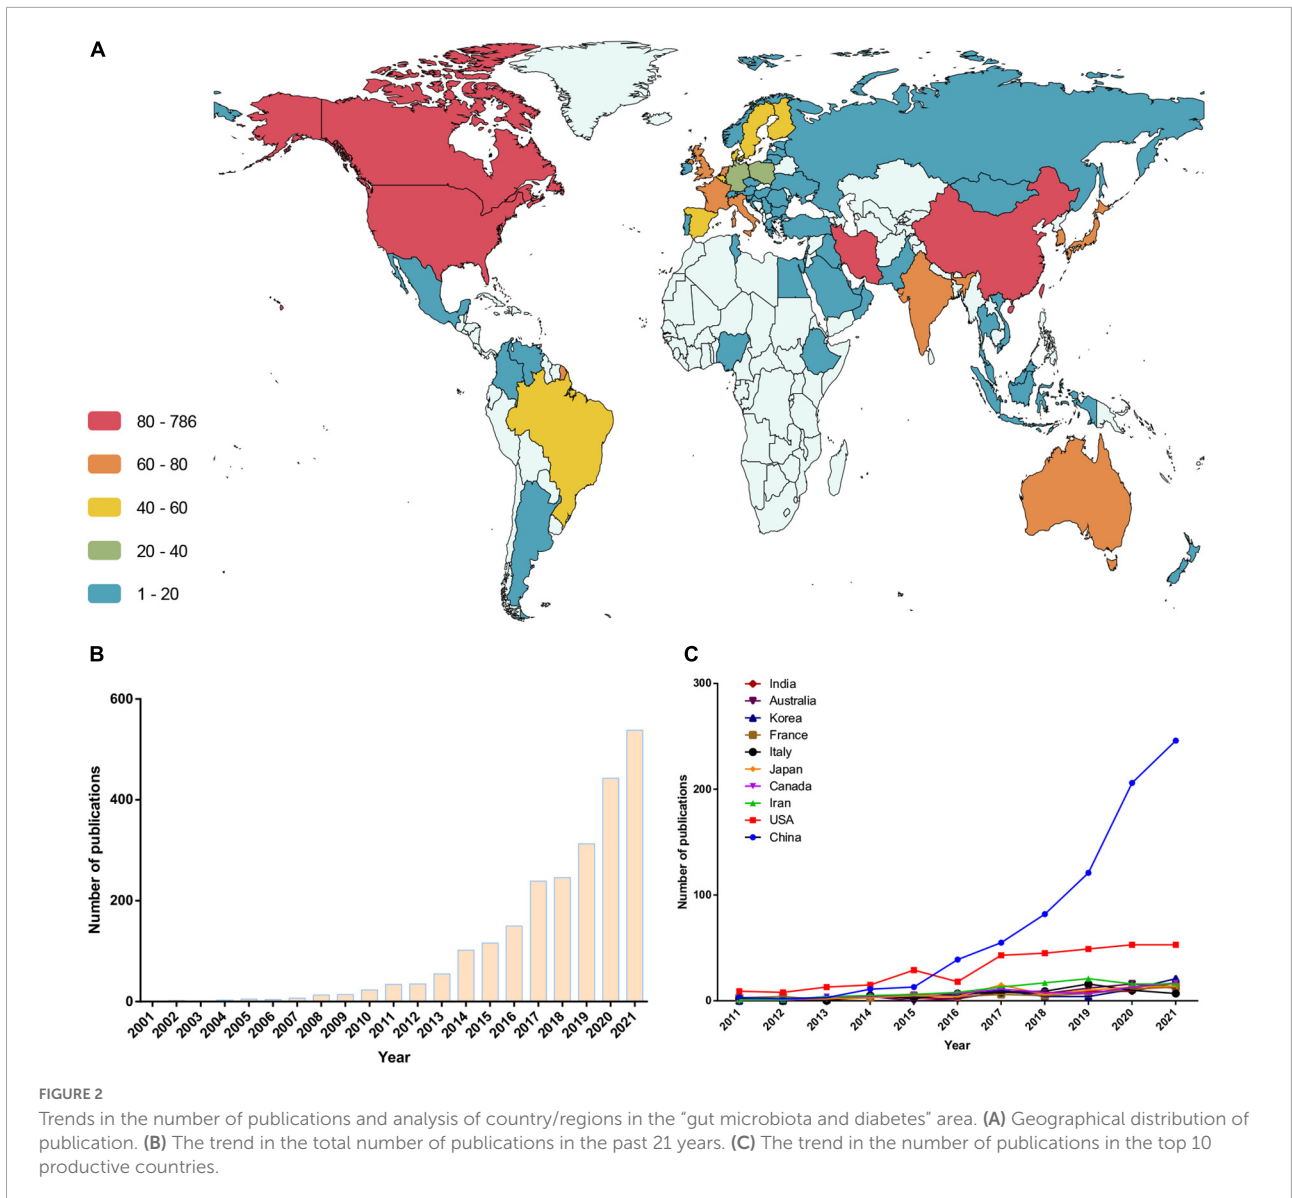 A
80 - 786
60 - 80
40 - 60
20 - 40
1 - 20
B
Number of publications
600
400
200
0
2001 2002 2003 2004 2005 2006 2007 2008 2009 2010 2011 2012 2013 2014 2015 2016 2017 2018 2019 2020 2021
Year
C
Number of publications
300
200
100
0
India
Australia
Korea
France
Italy
Japan
Canada
Iran
USA
China
2011 2012 2013 2014 2015 2016 2017 2018 2019 2020 2021
Year
FIGURE 2
Trends in the number of publications and analysis of country/regions in the “gut microbiota and diabetes” area. (A) Geographical distribution of
publication. (B) The trend in the total number of publications in the past 21 years. (C) The trend in the number of publications in the top 10
productive countries.